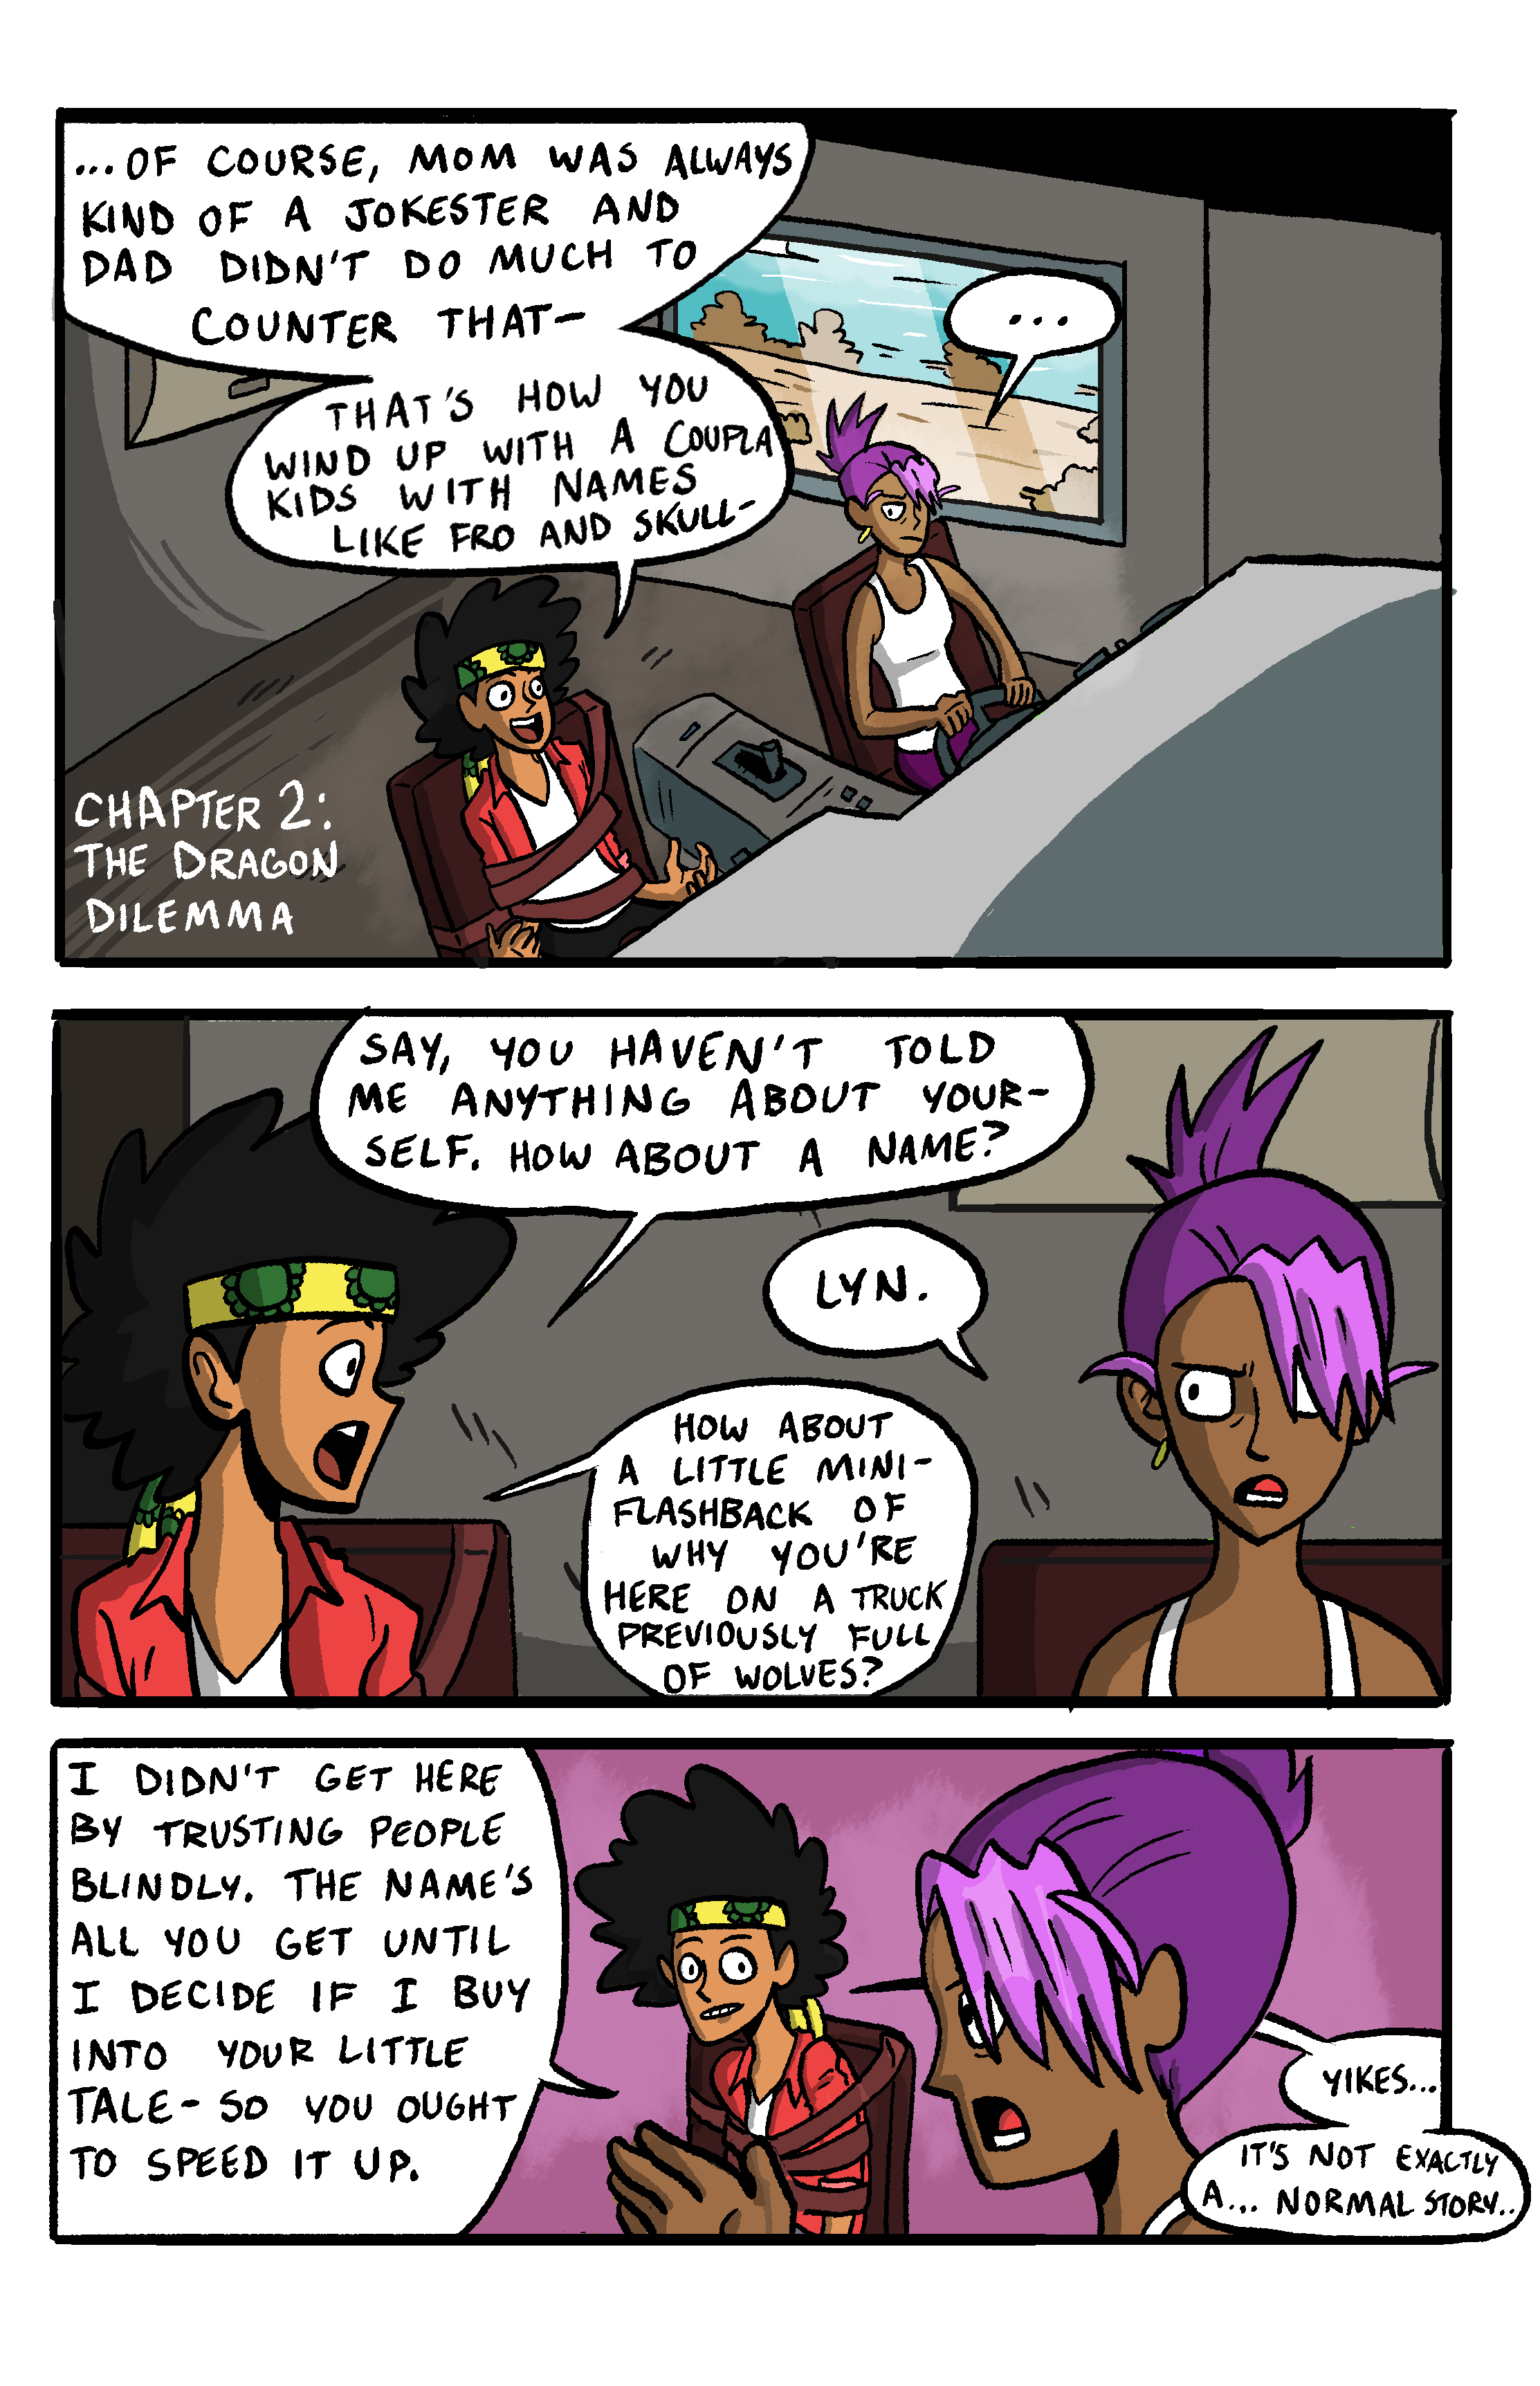 ...OF COURSE, MOM WAS ALWAYS
KIND OF A JOKESTER AND
DAD DIDN'T DO MUCH TO
COUNTER THAT-
THAT'S HOW YOU
WIND UP WITH A COUPLA
KIDS WITH NAMES
LIKE FRO AND SKULL-
...
CHAPTER 2:
THE DRAGON
DILEMMA
SAY, YOU HAVEN'T TOLD
ME ANYTHING ABOUT YOUR-
SELF. HOW ABOUT A NAME?
LYN.
HOW ABOUT
A LITTLE MINI-
FLASHBACK OF
WHY YOU'RE
HERE ON A TRUCK
PREVIOUSLY FULL
OF WOLVES?
I DIDN'T GET HERE
BY TRUSTING PEOPLE
BLINDLY. THE NAME'S
ALL YOU GET UNTIL
I DECIDE IF I BUY
INTO YOUR LITTLE
TALE- SO YOU OUGHT
TO SPEED IT UP.
YIKES...
IT'S NOT EXACTLY
A... NORMAL STORY..